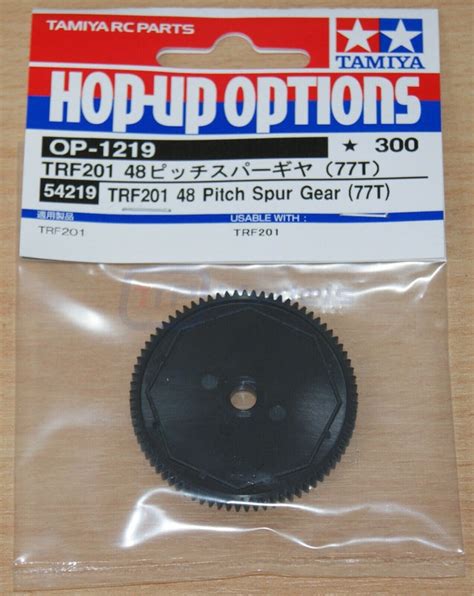 TAMIYA RC PARTS
TAMIYA
HOP-UP OPTIONS
OP-1219 ★ 300
TRF201 48ピッチスパーギヤ (77T)
54219 TRF201 48 Pitch Spur Gear (77T)
適用製品 USABLE WITH :
TRF201 TRF201